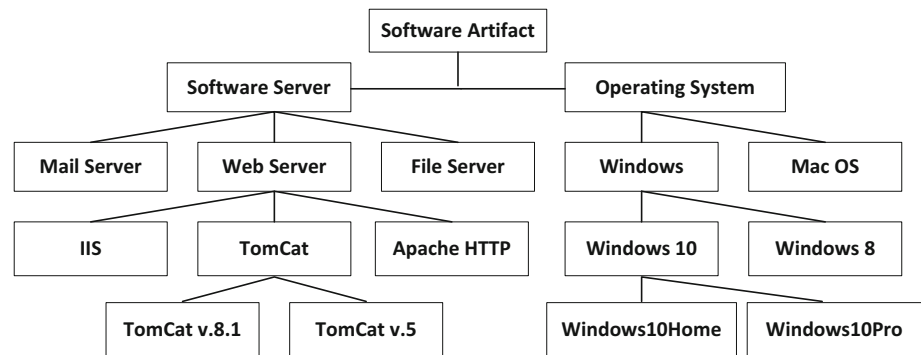 Software Artifact
Software Server
Operating System
Mail Server
Web Server
File Server
Windows
Mac OS
IIS
TomCat
Apache HTTP
Windows 10
Windows 8
TomCat v.8.1
TomCat v.5
Windows10Home
Windows10Pro